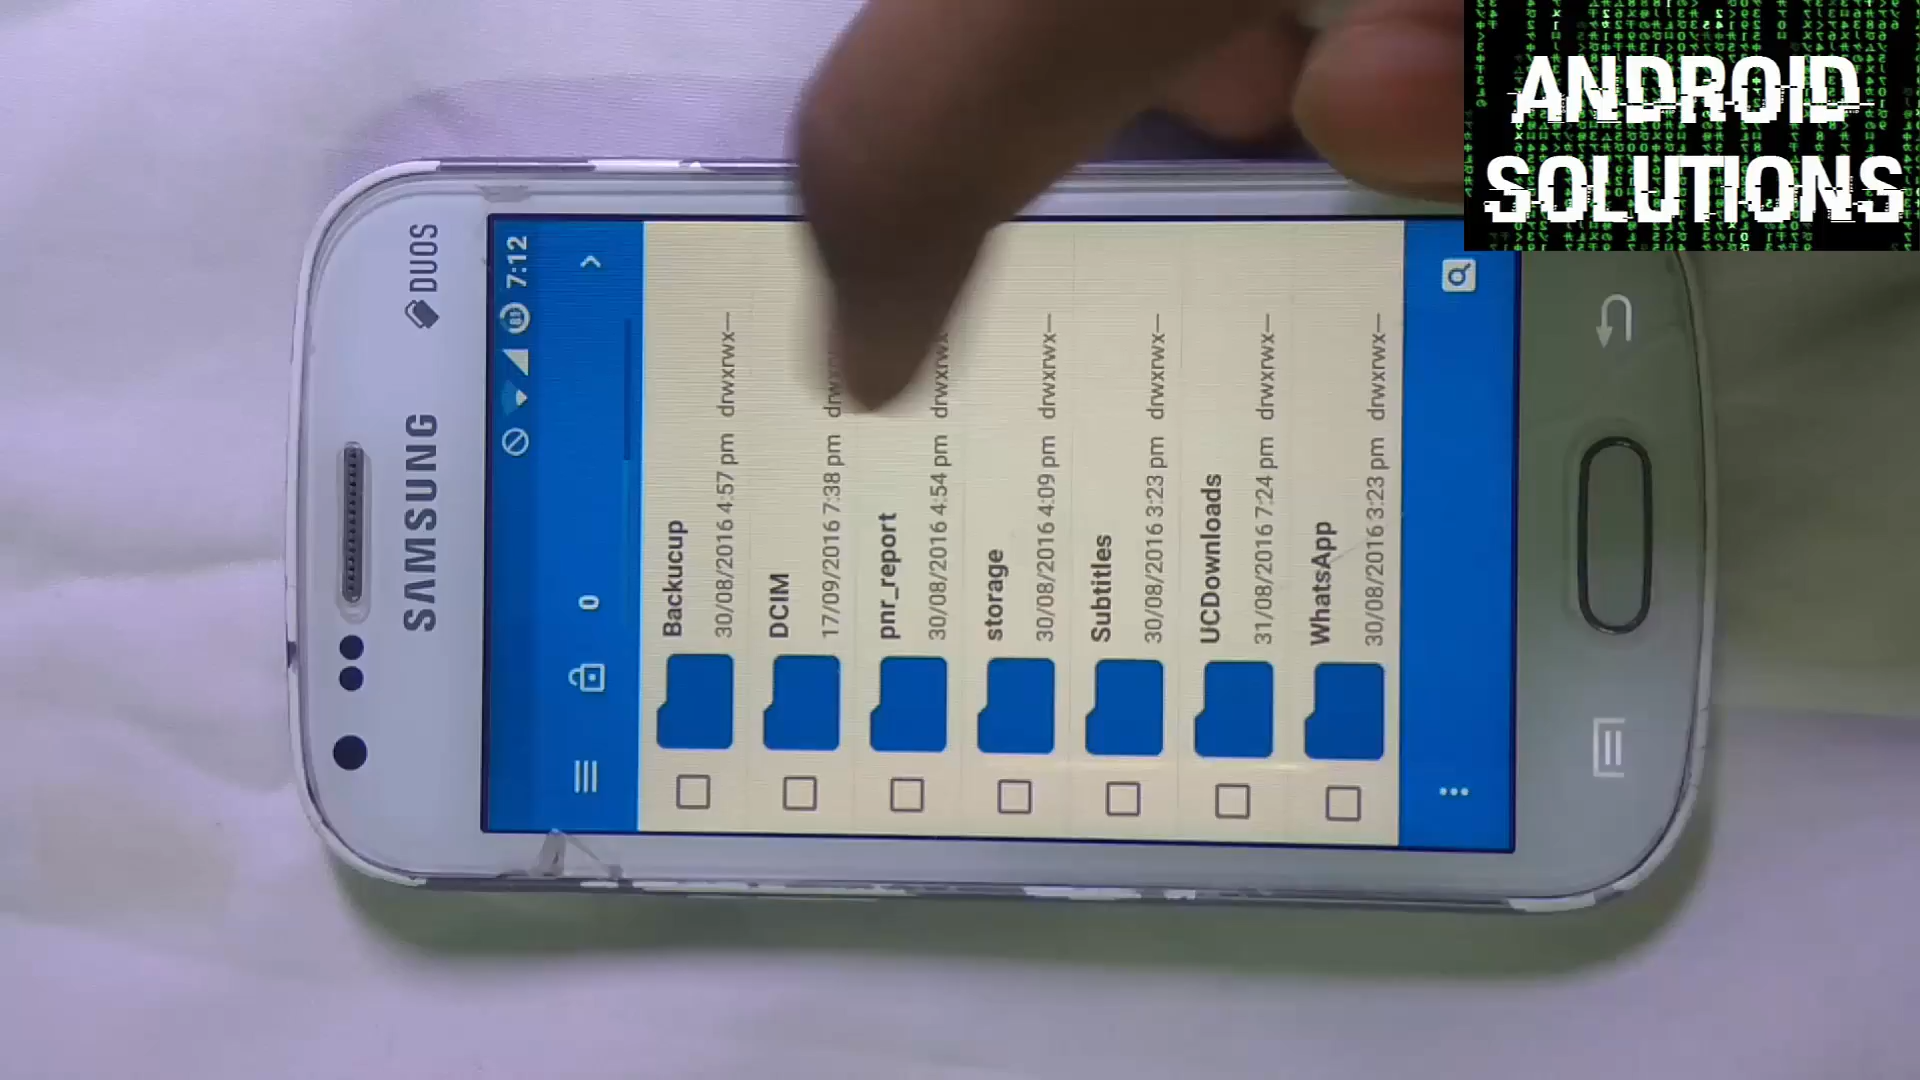 ANDROID
SOLUTIONS
SAMSUNG
DUOS
81 7:12
0
Backucup
30/08/2016 4:57 pm drwxrwx---
DCIM
17/09/2016 7:38 pm
pnr_report
30/08/2016 4:54 pm drwxrwx
storage
30/08/2016 4:09 pm drwxrwx---
Subtitles
30/08/2016 3:23 pm drwxrwx---
UCDownloads
31/08/2016 7:24 pm drwxrwx---
WhatsApp
30/08/2016 3:23 pm drwxrwx---